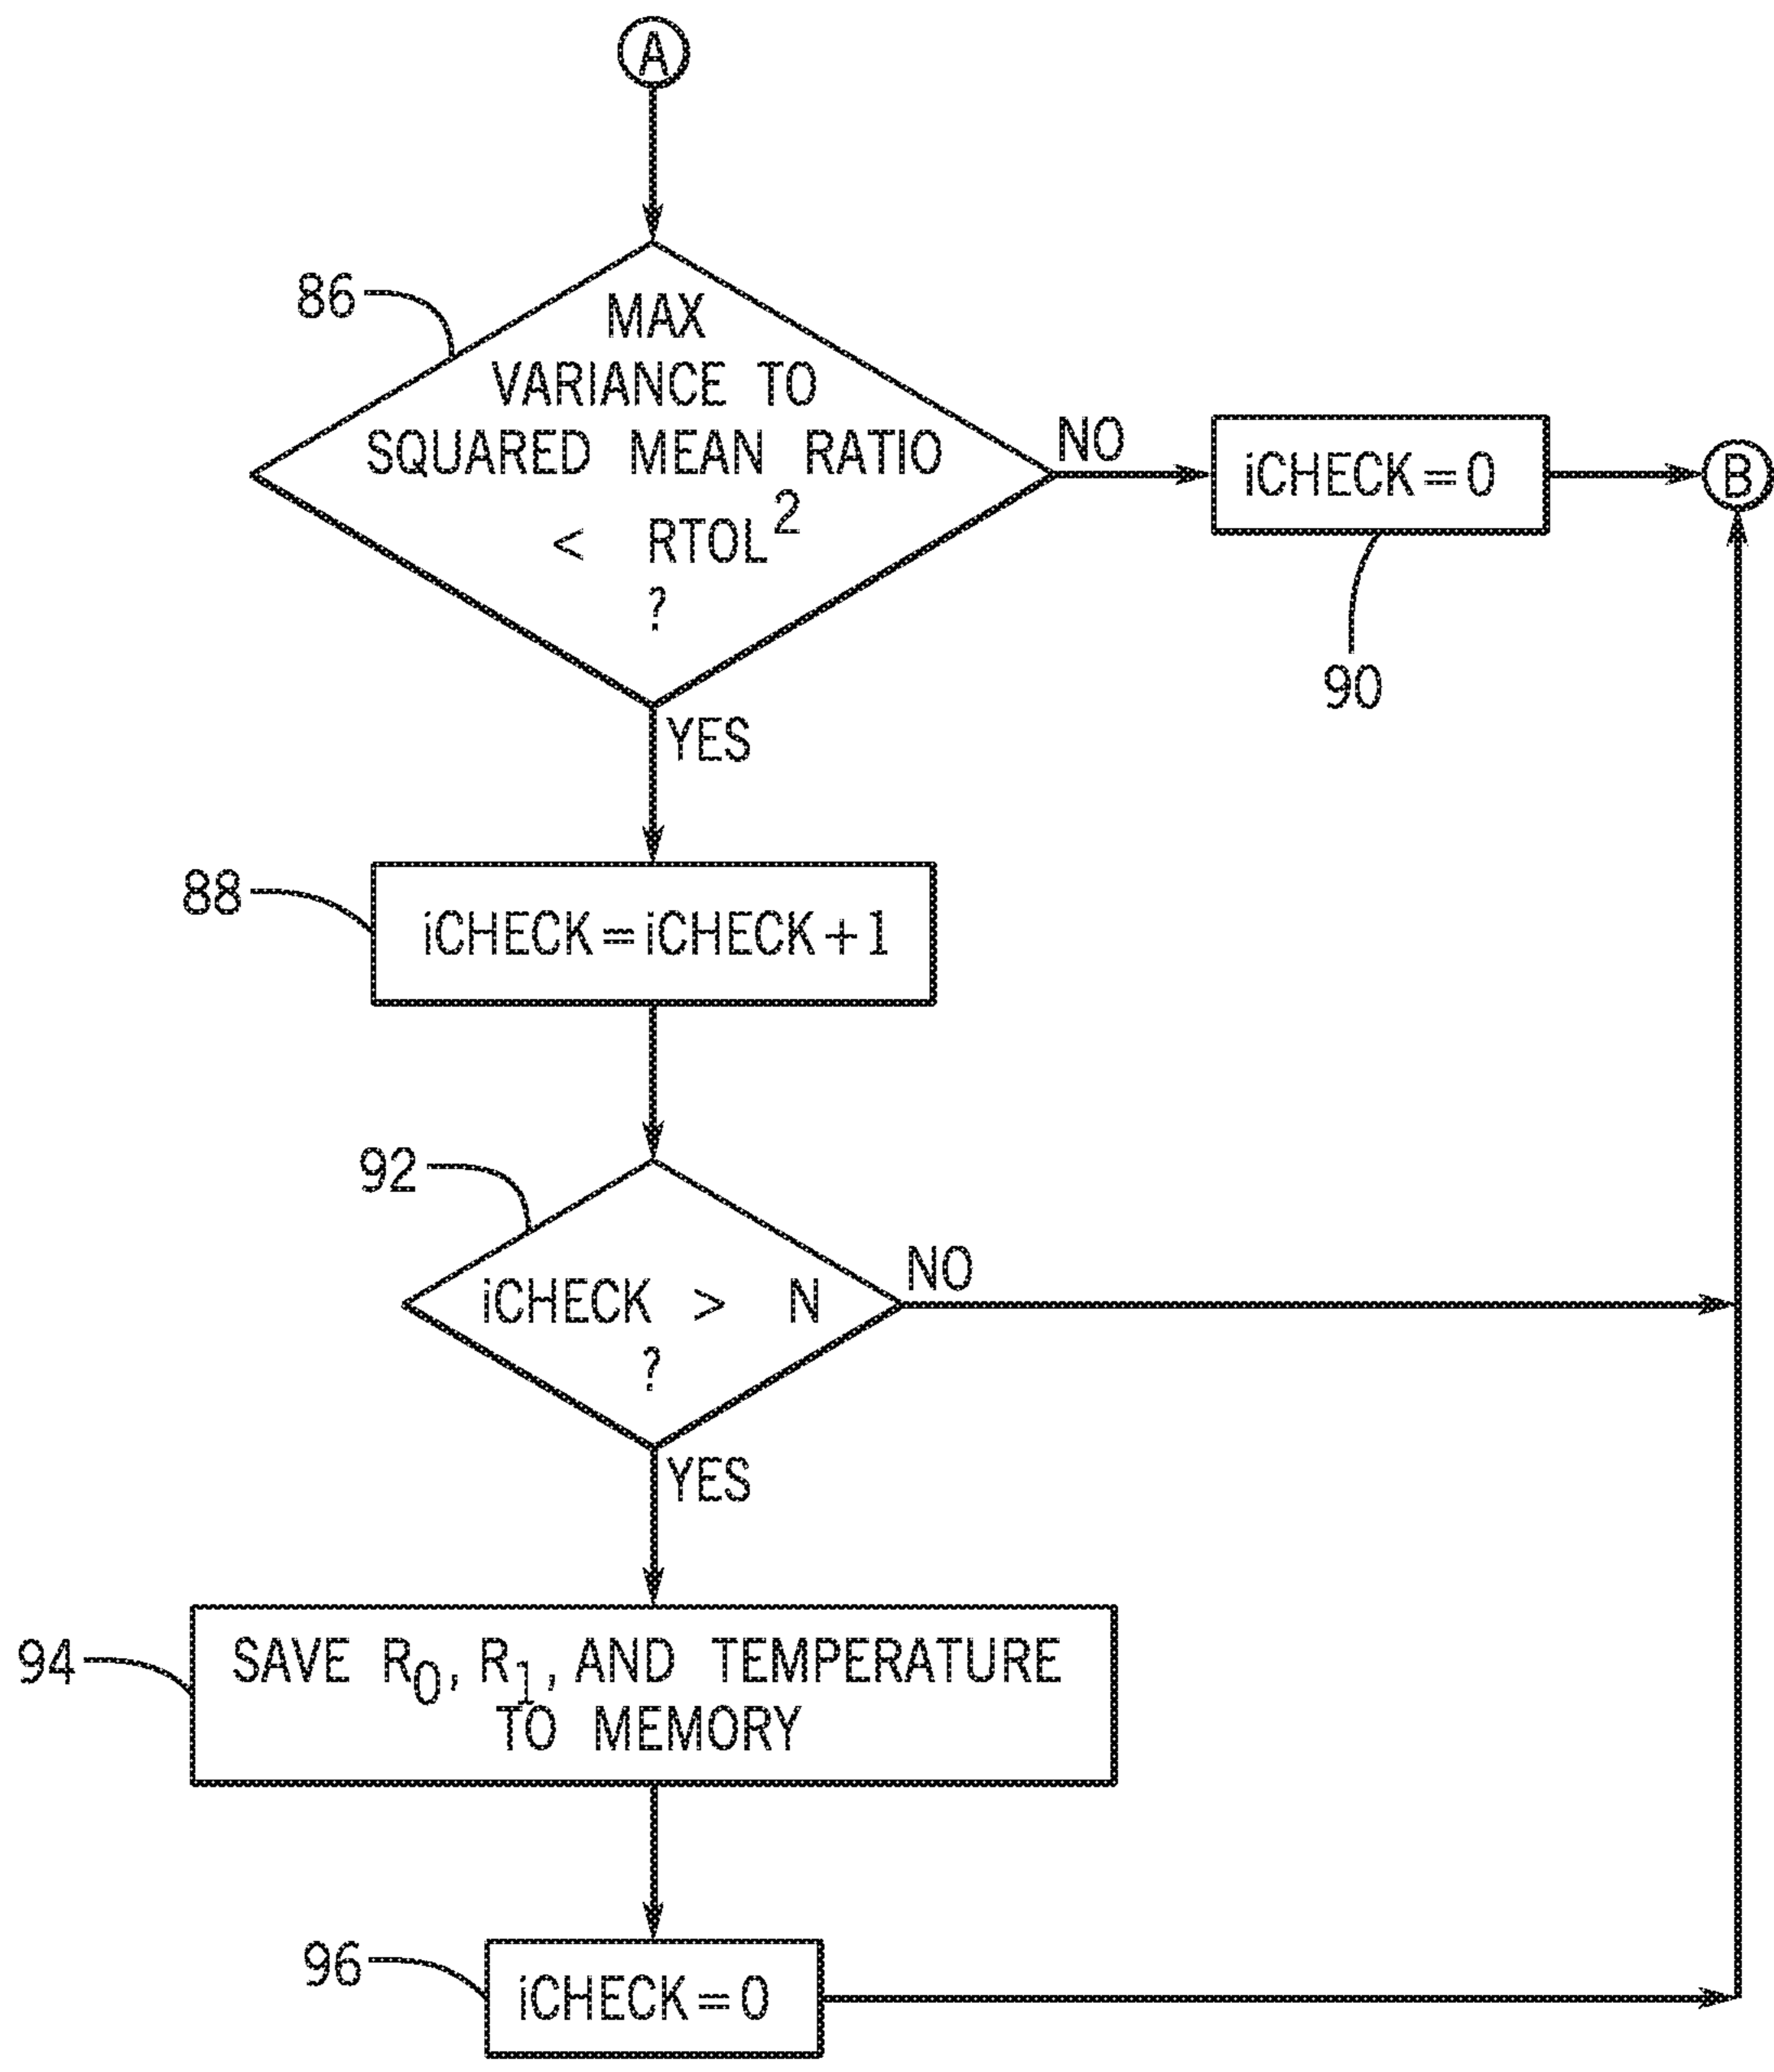 A
86
MAX
VARIANCE TO
SQUARED MEAN RATIO
< RTOL²
?
NO
iCHECK=0
B
90
YES
88
iCHECK=iCHECK+1
92
iCHECK > N
?
NO
YES
94
SAVE R₀, R₁, AND TEMPERATURE
TO MEMORY
96
iCHECK=0